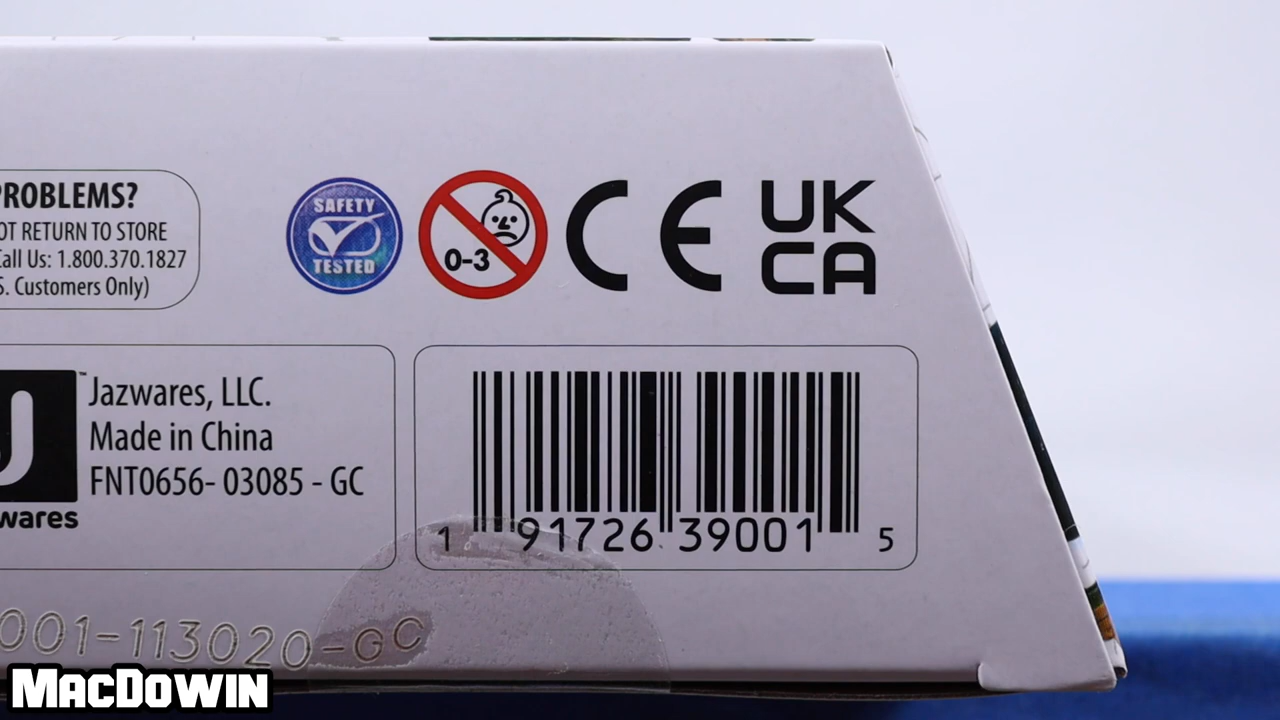 PROBLEMS?
OT RETURN TO STORE
Call Us: 1.800.370.1827
S. Customers Only)
SAFETY
TESTED
0-3
CE
UK
CA
™
Jazwares, LLC.
Made in China
FNT0656- 03085 - GC
wares
1 91726 39001 5
001-113020-GC
MACDOWIN